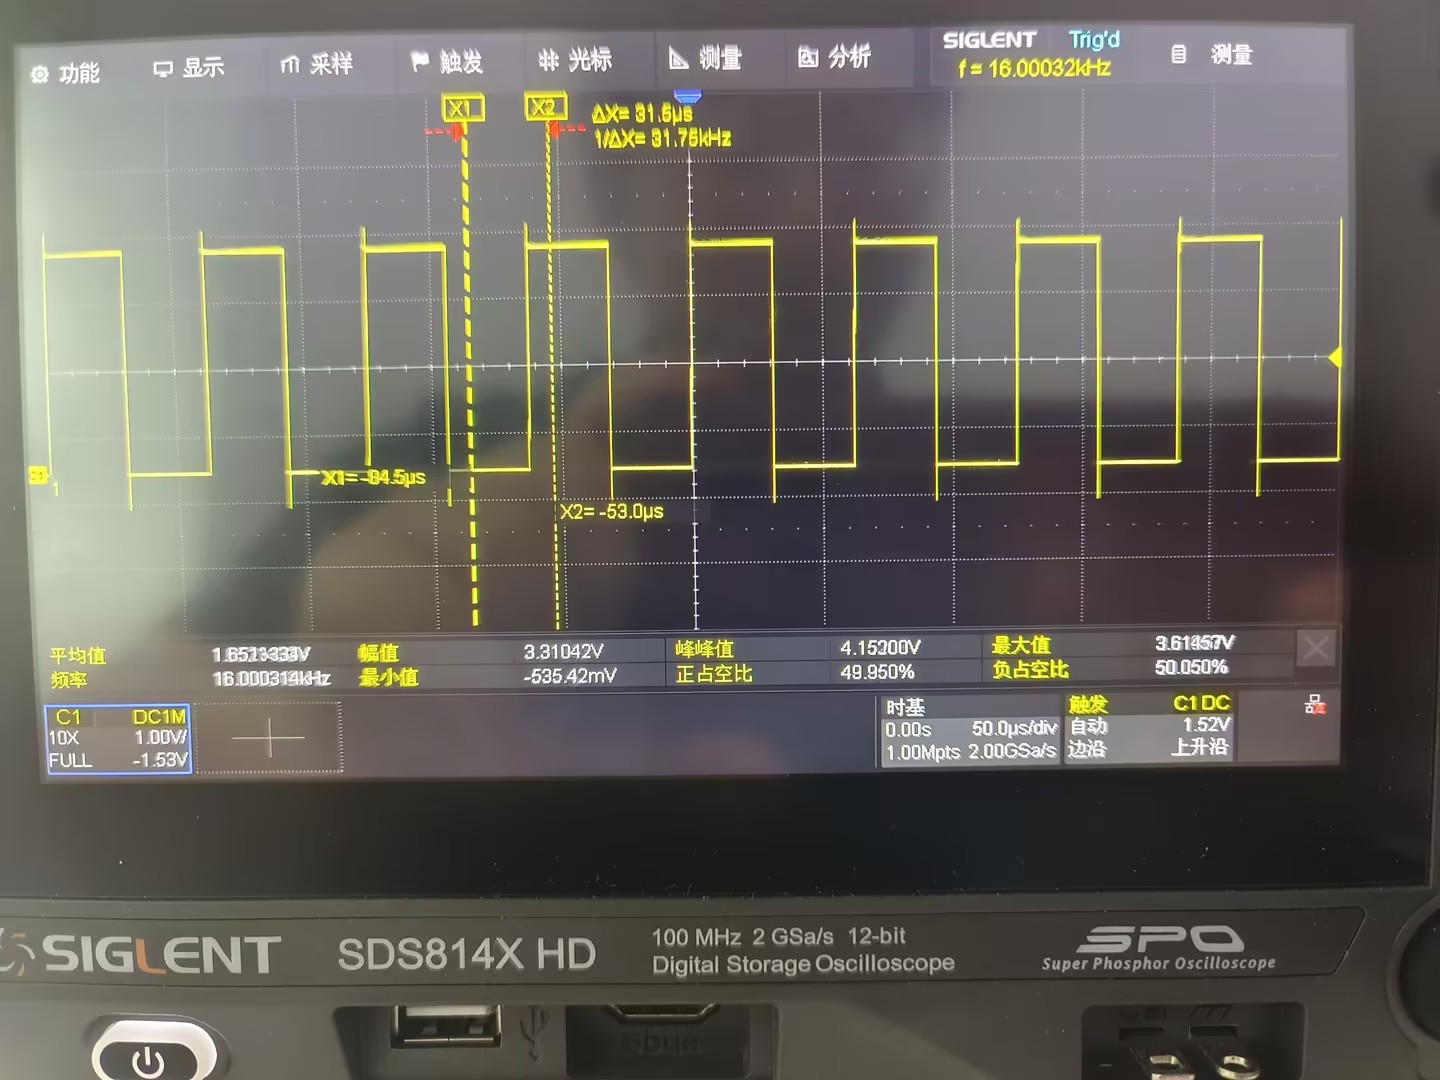 功能 显示 采样 触发 光标 测量 分析 SIGLENT Trig'd 测量
f = 16.00032kHz
X1 X2 ΔX= 31.5μs
1/ΔX= 31.75kHz
X1= -84.5μs
1
X2= -53.0μs
平均值 幅值 3.31042V 峰峰值 4.15200V 最大值
频率 最小值 -535.42mV 正占空比 49.950% 负占空比 50.050%
C1 DC1M 时基 触发 C1 DC
10X 1.00V/ 0.00s 50.0μs/div 自动 1.52V
FULL -1.53V 1.00Mpts 2.00GSa/s 边沿 上升沿
SIGLENT SDS814X HD 100 MHz 2 GSa/s 12-bit SPO
Digital Storage Oscilloscope Super Phosphor Oscilloscope